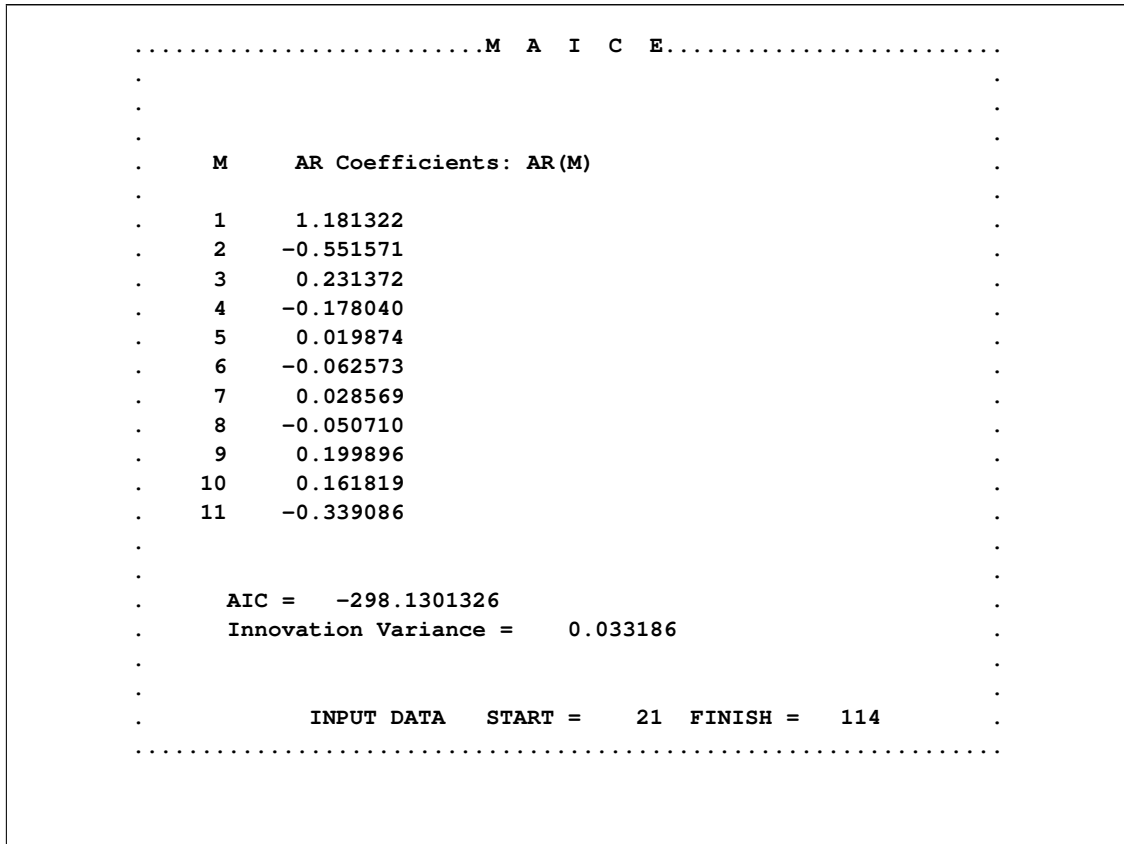 ..........................M A I C E.........................
. .
. .
. .
. M AR Coefficients: AR(M) .
. .
. 1 1.181322 .
. 2 -0.551571 .
. 3 0.231372 .
. 4 -0.178040 .
. 5 0.019874 .
. 6 -0.062573 .
. 7 0.028569 .
. 8 -0.050710 .
. 9 0.199896 .
. 10 0.161819 .
. 11 -0.339086 .
. .
. .
. AIC = -298.1301326 .
. Innovation Variance = 0.033186 .
. .
. .
. INPUT DATA START = 21 FINISH = 114 .
................................................................